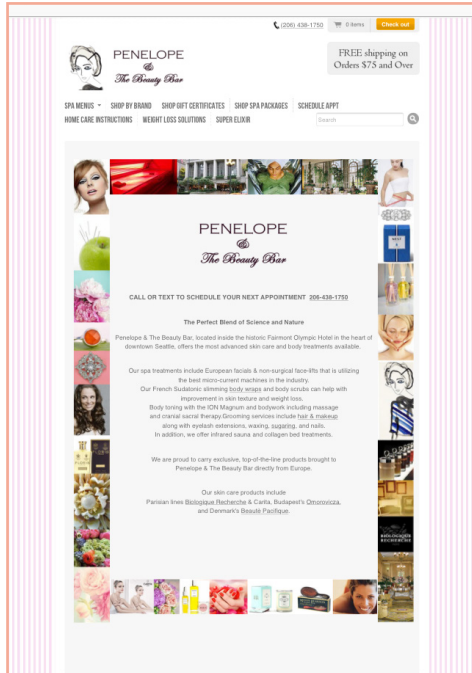 (206) 438-1750
0 items
Check out
PENELOPE
&
The Beauty Bar
FREE shipping on
Orders $75 and Over
SPA MENUS
SHOP BY BRAND
SHOP GIFT CERTIFICATES
SHOP SPA PACKAGES
SCHEDULE APPT
HOME CARE INSTRUCTIONS
WEIGHT LOSS SOLUTIONS
SUPER ELIXIR
Search
PENELOPE
&
The Beauty Bar
CALL OR TEXT TO SCHEDULE YOUR NEXT APPOINTMENT 206-438-1750
The Perfect Blend of Science and Nature
Penelope & The Beauty Bar, located inside the historic Fairmont Olympic Hotel in the heart of
downtown Seattle, offers the most advanced skin care and body treatments available.
Our spa treatments include European facials & non-surgical face-lifts that is utilizing
the best micro-current machines in the industry.
Our French Sudatonic slimming body wraps and body scrubs can help with
improvement in skin texture and weight loss.
Body toning with the ION Magnum and bodywork including massage
and cranial sacral therapy.Grooming services include hair & makeup
along with eyelash extensions, waxing, sugaring, and nails.
In addition, we offer infrared sauna and collagen bed treatments.
We are proud to carry exclusive, top-of-the-line products brought to
Penelope & The Beauty Bar directly from Europe.
Our skin care products include
Parisian lines Biologique Recherche & Carita, Budapest's Omorovicza,
and Denmark's Beauté Pacifique.
BIOLOGIQUE
RECHERCHE